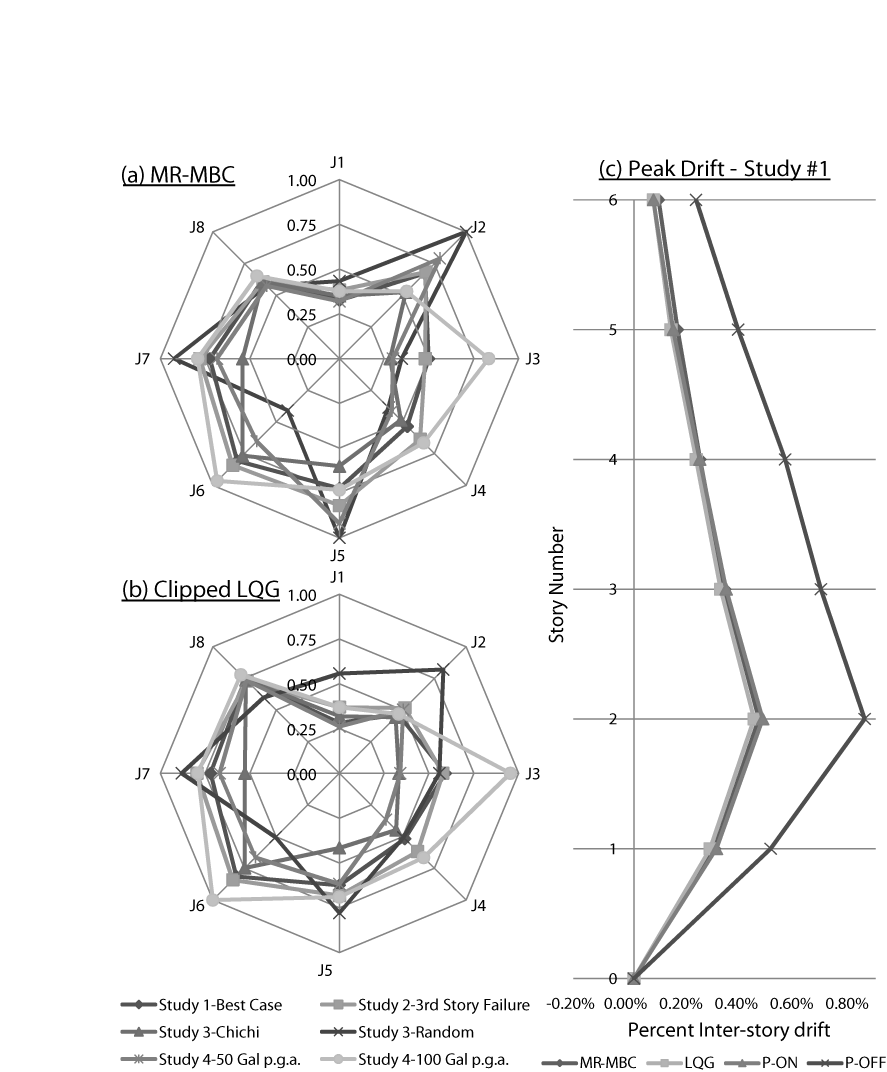 (a) MR-MBC
J1
1.00
J8
J2
0.75
0.50
0.25
J7
0.00
J3
J6
J4
J5
(b) Clipped LQG
J1
1.00
J8
J2
0.75
0.50
0.25
J7
0.00
J3
J6
J4
J5
Study 1-Best Case
Study 2-3rd Story Failure
Study 3-Chichi
Study 3-Random
Study 4-50 Gal p.g.a.
Study 4-100 Gal p.g.a.
(c) Peak Drift - Study #1
6
5
4
3
2
1
0
Story Number
-0.20% 0.00% 0.20% 0.40% 0.60% 0.80%
Percent Inter-story drift
MR-MBC LQG P-ON P-OFF